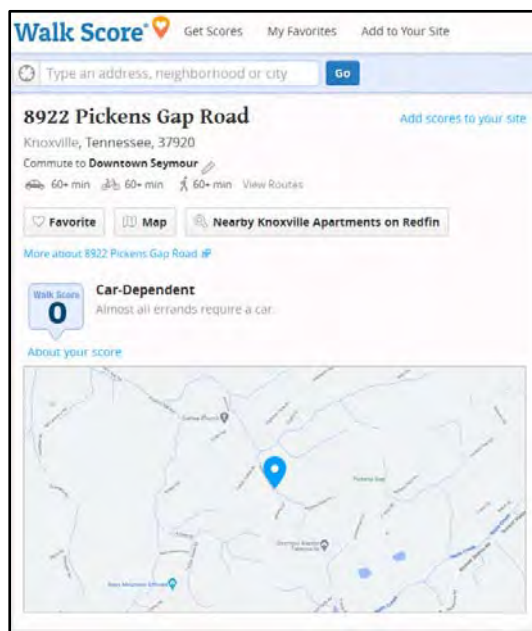 Walk Score® Get Scores My Favorites Add to Your Site
Type an address, neighborhood or city Go
8922 Pickens Gap Road Add scores to your site
Knoxville, Tennessee, 37920
Commute to Downtown Seymour
60+ min 60+ min 60+ min View Routes
Favorite Map Nearby Knoxville Apartments on Redfin
More about 8922 Pickens Gap Road
Walk Score Car-Dependent
0 Almost all errands require a car.
About your score
Pickens Gap